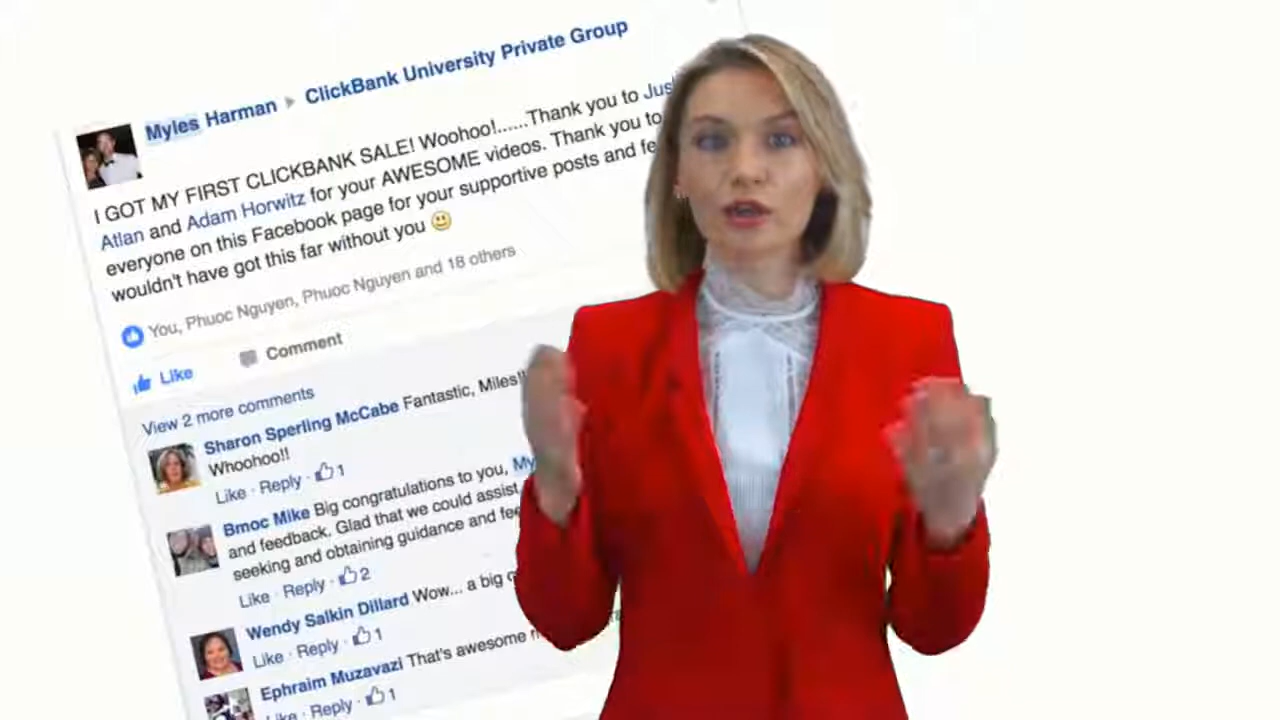 Myles Harman ▸ ClickBank University Private Group
I GOT MY FIRST CLICKBANK SALE! Woohoo!......Thank you to
Atlan and Adam Horwitz for your AWESOME videos. Thank you to
everyone on this Facebook page for your supportive posts and
wouldn't have got this far without you 😃
You, Phuoc Nguyen, Phuoc Nguyen and 18 others
Like Comment
View 2 more comments
Sharon Sperling McCabe Fantastic, Miles!!
Whoohoo!!
Like · Reply · 1
Bmoc Mike Big congratulations to you,
and feedback. Glad that we could assist
seeking and obtaining guidance and
Like · Reply · 2
Wendy Salkin Dillard Wow... a big
Like · Reply · 1
Ephraim Muzavazi That's awesome
Like · Reply · 1